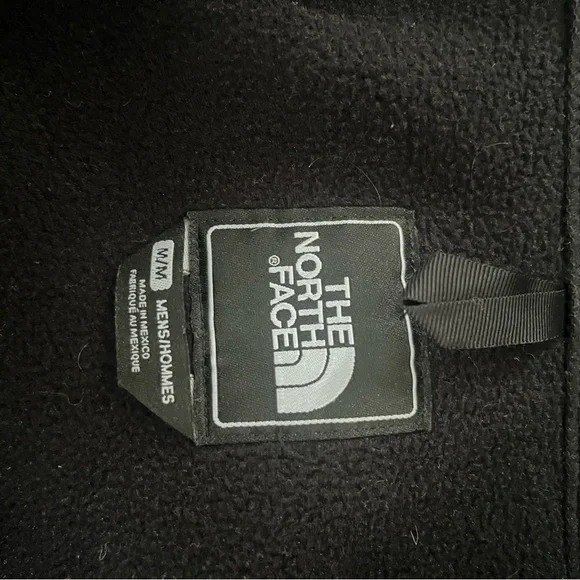 THE
NORTH
FACE®
M/M MENS/HOMMES
MADE IN MEXICO
FABRIQUÉ AU MEXIQUE